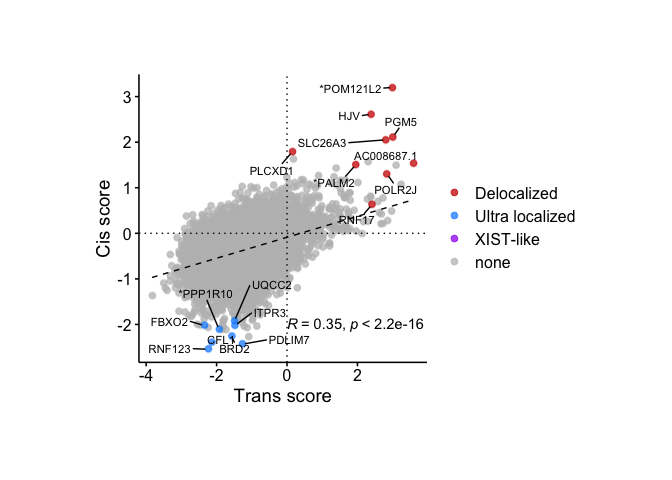 *POM121L2
HJV
PGM5
SLC26A3
AC008687.1
PLCXD1
*PALM2
POLR2J
RNF17
UQCC2
*PPP1R10
ITPR3
FBXO2
R = 0.35, p < 2.2e-16
CFL1
PDLIM7
RNF123
BRD2
3
2
1
0
-1
-2
-4
-2
0
2
Cis score
Trans score
Delocalized
Ultra localized
XIST-like
none